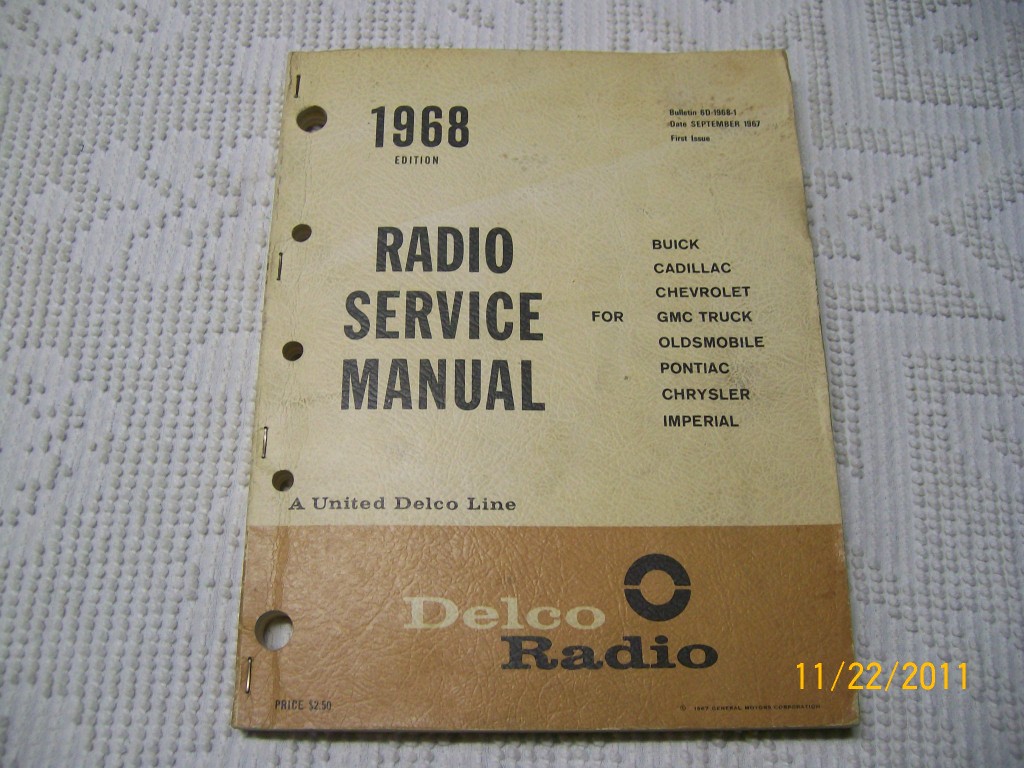 1968
EDITION
Bulletin 6D-1968-1
Date SEPTEMBER 1967
First Issue
RADIO
SERVICE
MANUAL
FOR
BUICK
CADILLAC
CHEVROLET
GMC TRUCK
OLDSMOBILE
PONTIAC
CHRYSLER
IMPERIAL
A United Delco Line
Delco
Radio
PRICE $2.50
© 1967 GENERAL MOTORS CORPORATION
11/22/2011